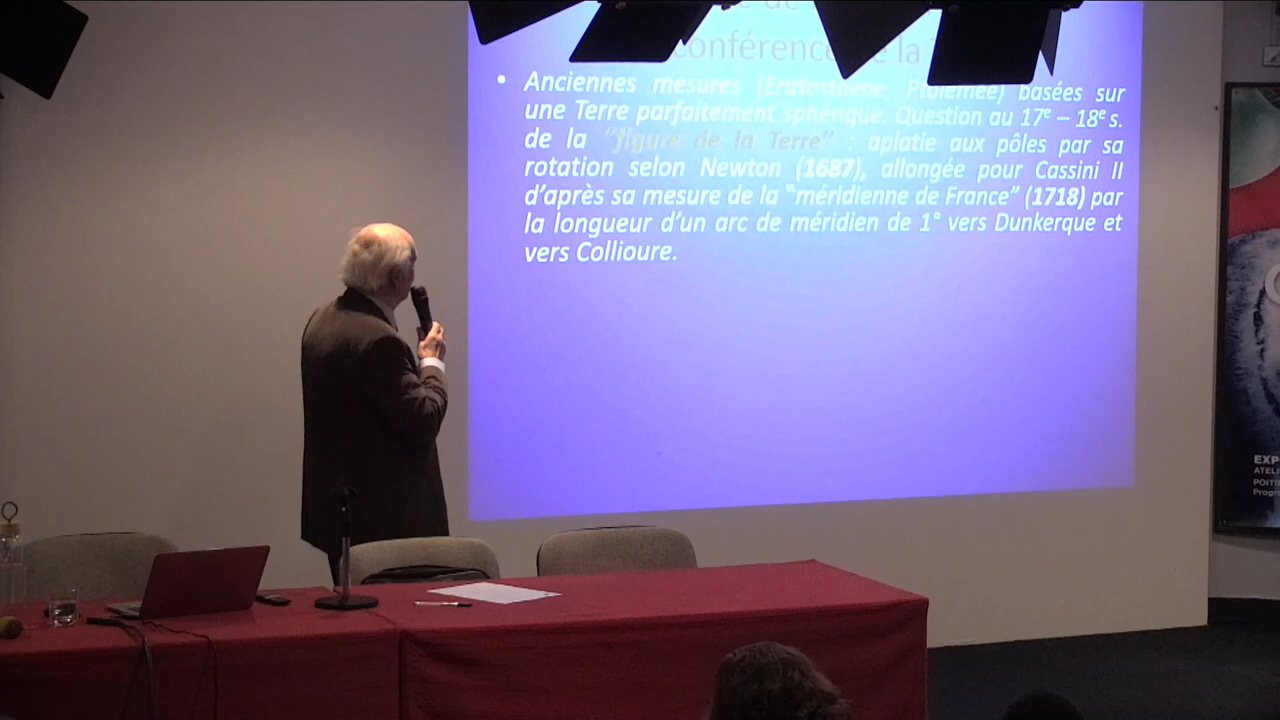 conférence de la
Anciennes mesures (Eratosthène, Ptolémée) basées sur
une Terre parfaitement sphérique. Question au 17e – 18e s.
de la “figure de la Terre” : aplatie aux pôles par sa
rotation selon Newton (1687), allongée pour Cassini II
d’après sa mesure de la “méridienne de France” (1718) par
la longueur d’un arc de méridien de 1° vers Dunkerque et
vers Collioure.
EXP
ATELI
POITI
Progr